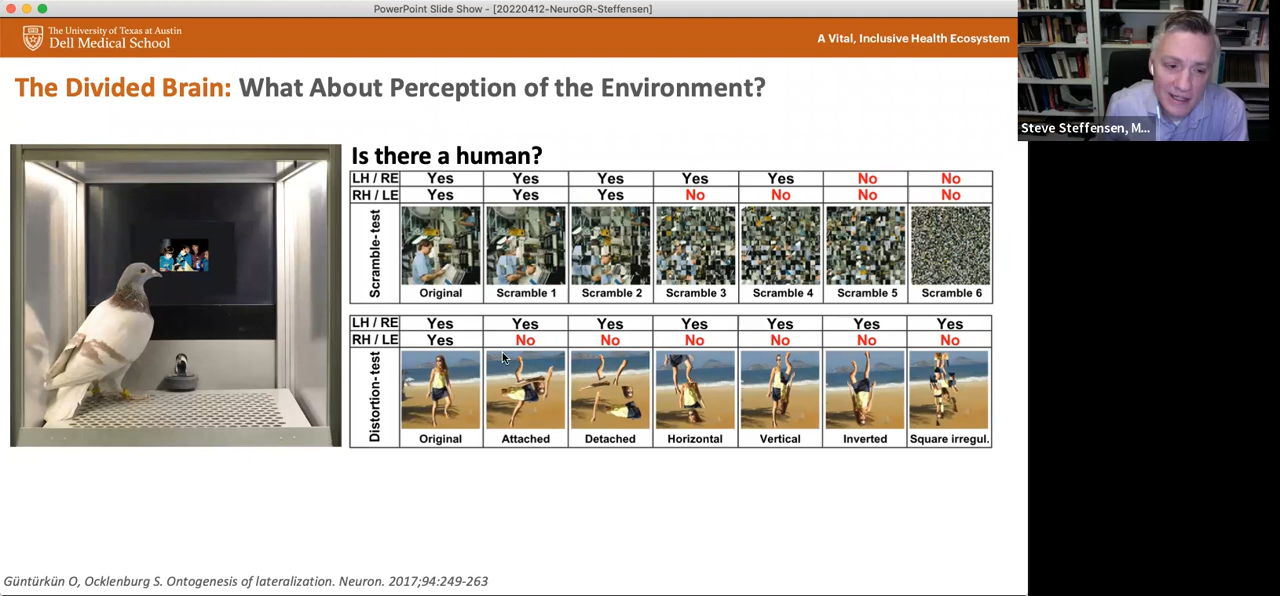 PowerPoint Slide Show - [20220412-NeuroGR-Steffensen]
The University of Texas at Austin
Dell Medical School
A Vital, Inclusive Health Ecosystem
Steve Steffensen, M...
The Divided Brain: What About Perception of the Environment?
Is there a human?
LH / RE Yes Yes Yes Yes Yes No No
RH / LE Yes Yes Yes No No No No
Scramble-test
Original Scramble 1 Scramble 2 Scramble 3 Scramble 4 Scramble 5 Scramble 6
LH / RE Yes Yes Yes Yes Yes Yes Yes
RH / LE Yes No No No No No No
Distortion-test
Original Attached Detached Horizontal Vertical Inverted Square irregul.
Güntürkün O, Ocklenburg S. Ontogenesis of lateralization. Neuron. 2017;94:249-263